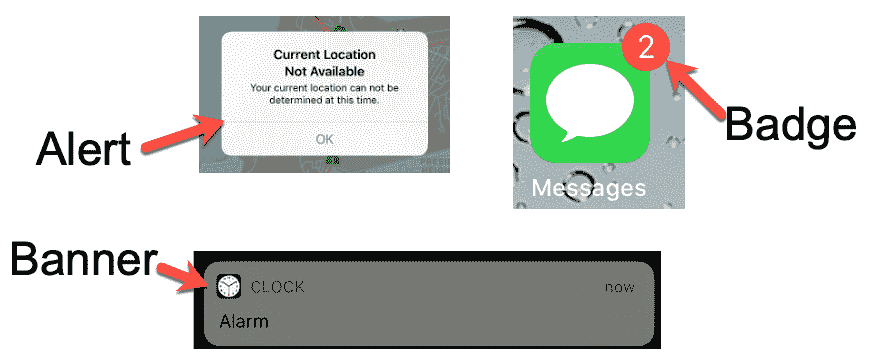 Current Location
Not Available
Your current location can not be
determined at this time.
OK
Alert
2
Badge
Messages
Banner
CLOCK
now
Alarm